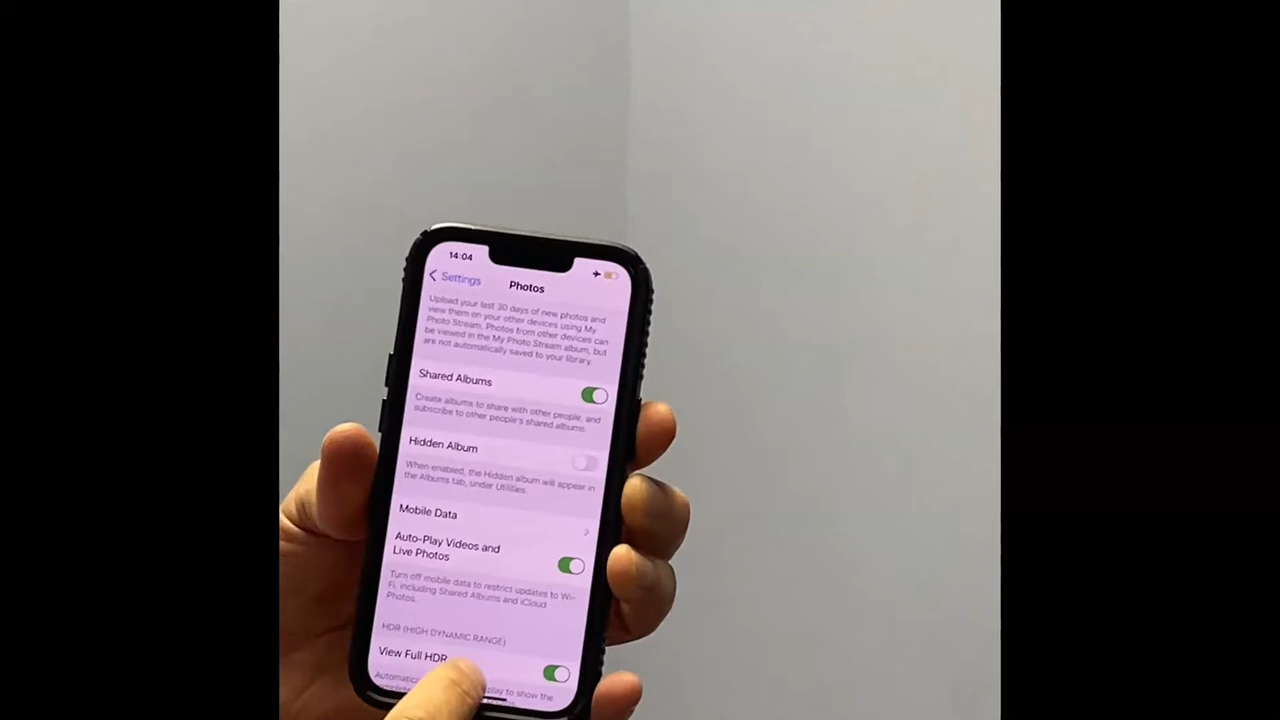 14:04
Settings
Photos
Upload your last 30 days of new photos and
view them on your other devices using My
Photo Stream. Photos from other devices can
be viewed in the My Photo Stream album, but
are not automatically saved to your library.
Shared Albums
Create albums to share with other people, and
subscribe to other people's shared albums.
Hidden Album
When enabled, the Hidden album will appear in
the Albums tab, under Utilities.
Mobile Data
Auto-Play Videos and
Live Photos
Turn off mobile data to restrict updates to Wi-
Fi, including Shared Albums and iCloud
Photos.
HDR (HIGH DYNAMIC RANGE)
View Full HDR
play to show the